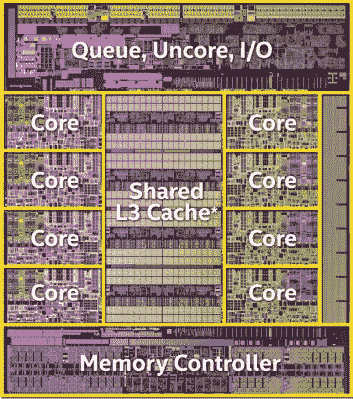 Queue, Uncore, I/O
Core
Core
Core
Core
Shared
L3 Cache*
Core
Core
Core
Core
Memory Controller